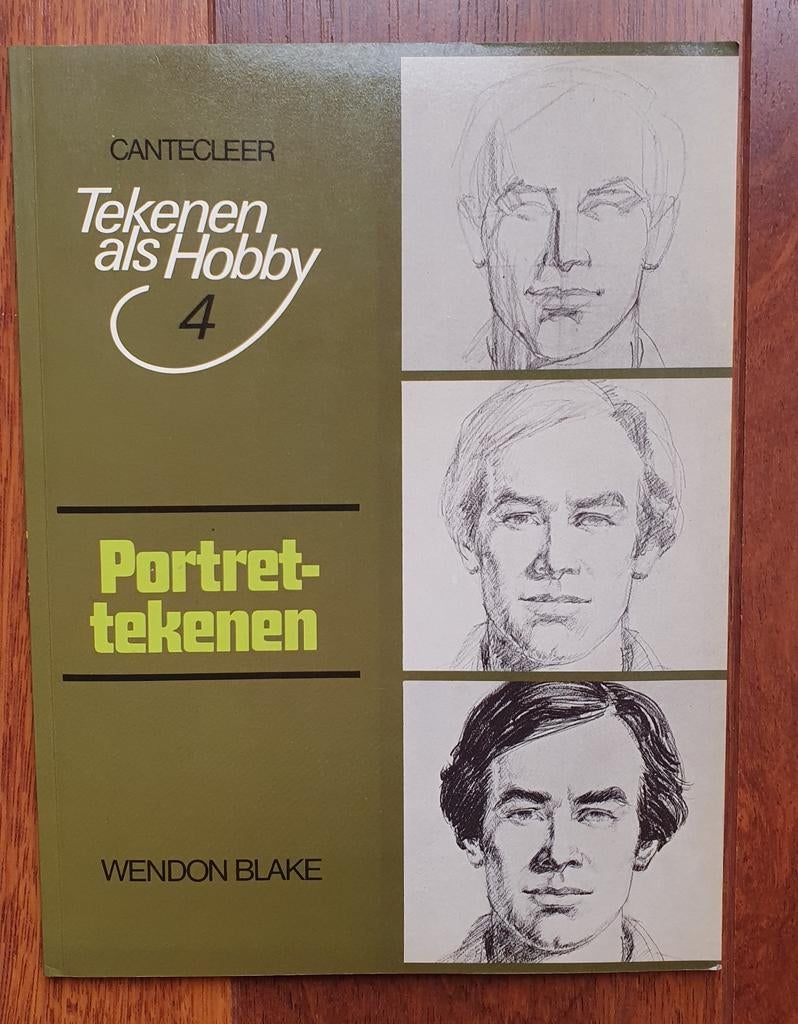 CANTECLEER
Tekenen
als Hobby
4
Portret-
tekenen
WENDON BLAKE